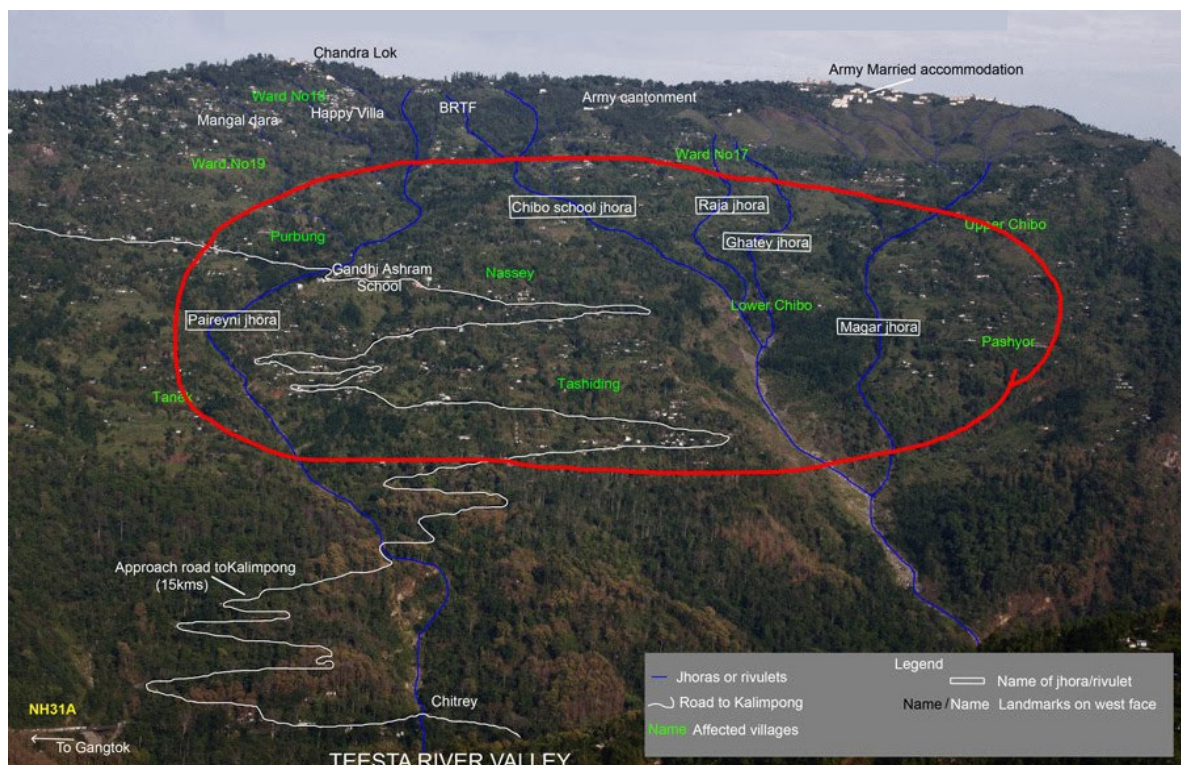 Chandra Lok
Army Married accommodation
Ward No18
Happy Villa
BRTF
Army cantonment
Mangal dara
Ward No19
Ward No17
Chibo school jhora
Raja jhora
Purbung
Ghatey jhora
Upper Chibo
Gandhi Ashram
School
Nassey
Lower Chibo
Paireyni jhora
Magar jhora
Pashyor
Tanek
Tashiding
Approach road toKalimpong
(15kms)
Chitrey
NH31A
To Gangtok
TEESTA RIVER VALLEY
Legend
Jhoras or rivulets
Name of jhora/rivulet
Road to Kalimpong
Name / Name Landmarks on west face
Name Affected villages